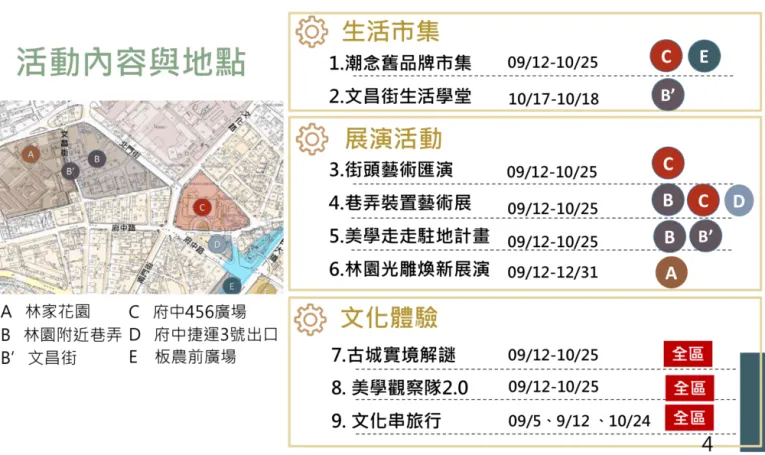 活動內容與地點
文昌街
北門街
文化路
府中路
南門街
A
B
B’
C
D
E
A 林家花園
C 府中456廣場
B 林園附近巷弄
D 府中捷運3號出口
B’ 文昌街
E 板農前廣場
生活市集
1.潮念舊品牌市集 09/12-10/25 C E
2.文昌街生活學堂 10/17-10/18 B’
展演活動
3.街頭藝術匯演 09/12-10/25 C
4.巷弄裝置藝術展 09/12-10/25 B C D
5.美學走走駐地計畫 09/12-10/25 B B’
6.林園光雕煥新展演 09/12-12/31 A
文化體驗
7.古城實境解謎 09/12-10/25 全區
8. 美學觀察隊2.0 09/12-10/25 全區
9. 文化串旅行 09/5、9/12 、10/24 全區
4